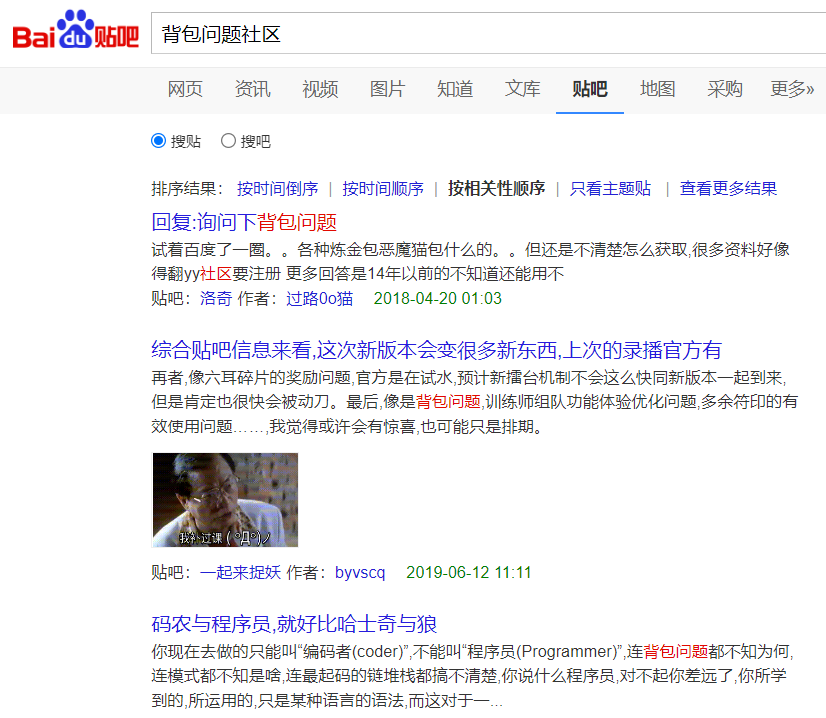 Bai du 贴吧
背包问题社区
网页 资讯 视频 图片 知道 文库 贴吧 地图 采购 更多»
搜贴 搜吧
排序结果： 按时间倒序 | 按时间顺序 | 按相关性顺序 | 只看主题贴 | 查看更多结果
回复:询问下背包问题
试着百度了一圈。。各种炼金包恶魔猫包什么的。。但还是不清楚怎么获取,很多资料好像
得翻yy社区要注册 更多回答是14年以前的不知道还能用不
贴吧：洛奇 作者：过路0o猫 2018-04-20 01:03
综合贴吧信息来看,这次新版本会变很多新东西,上次的录播官方有
再者,像六耳碎片的奖励问题,官方是在试水,预计新擂台机制不会这么快同新版本一起到来,
但是肯定也很快会被动刀。最后,像是背包问题,训练师组队功能体验优化问题,多余符印的有
效使用问题……,我觉得或许会有惊喜,也可能只是排期。
我补过课 ( °Д°)ノ
贴吧：一起来捉妖 作者：byvscq 2019-06-12 11:11
码农与程序员,就好比哈士奇与狼
你现在去做的只能叫“编码者(coder)”,不能叫“程序员(Programmer)”,连背包问题都不知为何,
连模式都不知是啥,连最起码的链堆栈都搞不清楚,你说什么程序员,对不起你差远了,你所学
到的,所运用的,只是某种语言的语法,而这对于一...